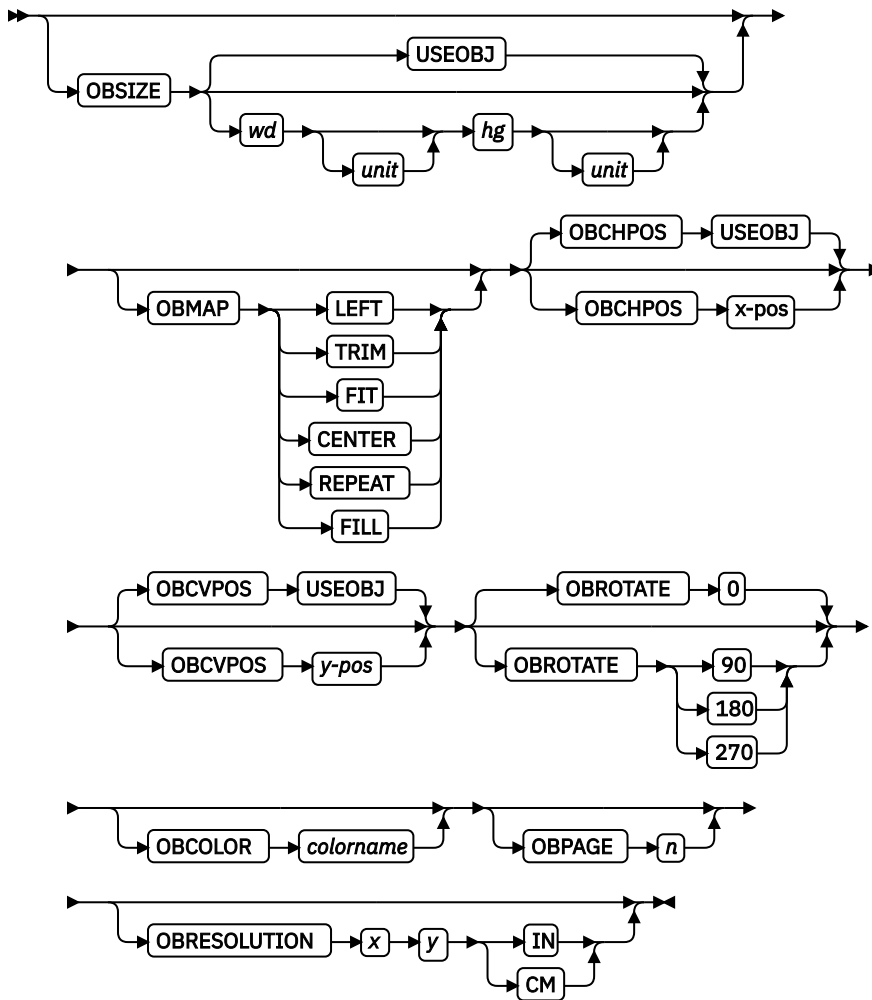 USEOBJ
OBSIZE
wd hg
unit unit
OBCHPOS USEOBJ
OBMAP LEFT OBCHPOS x-pos
TRIM
FIT
CENTER
REPEAT
FILL
OBCVPOS USEOBJ OBROTATE 0
OBCVPOS y-pos OBROTATE 90
180
270
OBCOLOR colorname OBPAGE n
OBRESOLUTION x y IN
CM